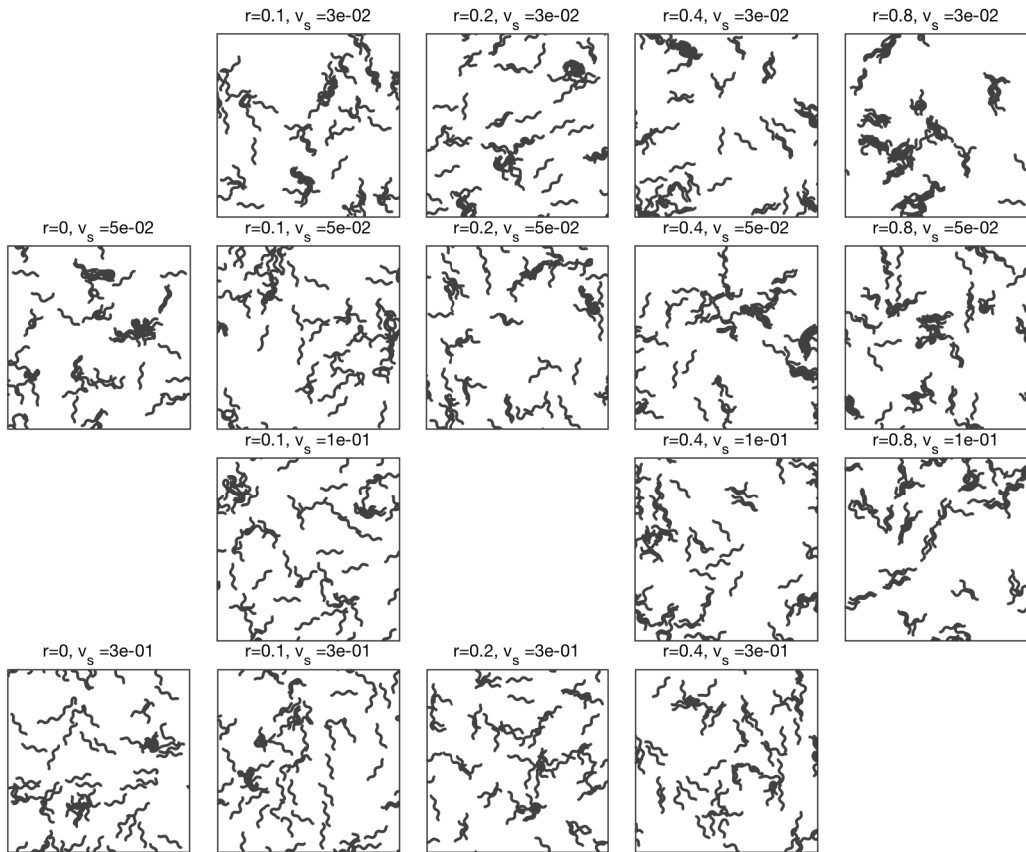 r=0.1, v_s =3e-02
r=0.2, v_s =3e-02
r=0.4, v_s =3e-02
r=0.8, v_s =3e-02
r=0, v_s =5e-02
r=0.1, v_s =5e-02
r=0.2, v_s =5e-02
r=0.4, v_s =5e-02
r=0.8, v_s =5e-02
r=0.1, v_s =1e-01
r=0.4, v_s =1e-01
r=0.8, v_s =1e-01
r=0, v_s =3e-01
r=0.1, v_s =3e-01
r=0.2, v_s =3e-01
r=0.4, v_s =3e-01